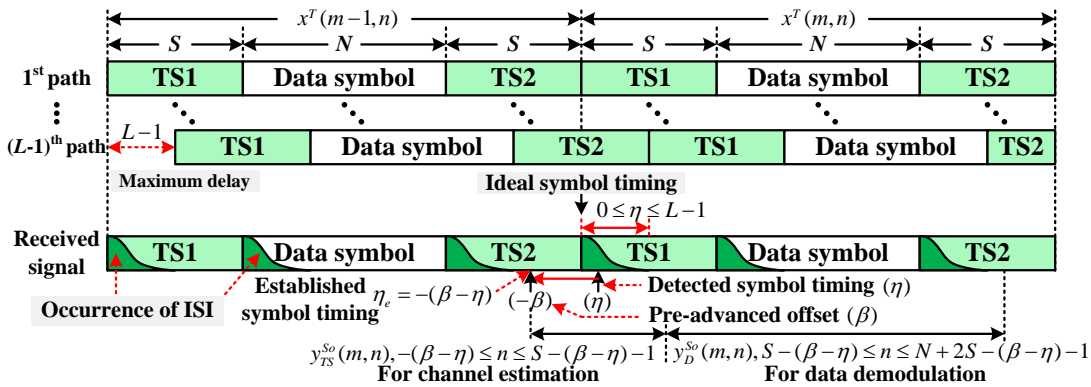 x^T(m−1,n) x^T(m,n)
S N S S N S
1st path TS1 Data symbol TS2 TS1 Data symbol TS2
L−1
(L-1)th path TS1 Data symbol TS2 TS1 Data symbol TS2
Maximum delay Ideal symbol timing
0 ≤ η ≤ L−1
Received signal TS1 Data symbol TS2 TS1 Data symbol TS2
Occurrence of ISI Established symbol timing η_e = −(β−η) (−β) (η) Detected symbol timing (η)
Pre-advanced offset (β)
y_TS^So(m,n), −(β−η) ≤ n ≤ S−(β−η)−1 y_D^So(m,n), S−(β−η) ≤ n ≤ N+2S−(β−η)−1
For channel estimation For data demodulation